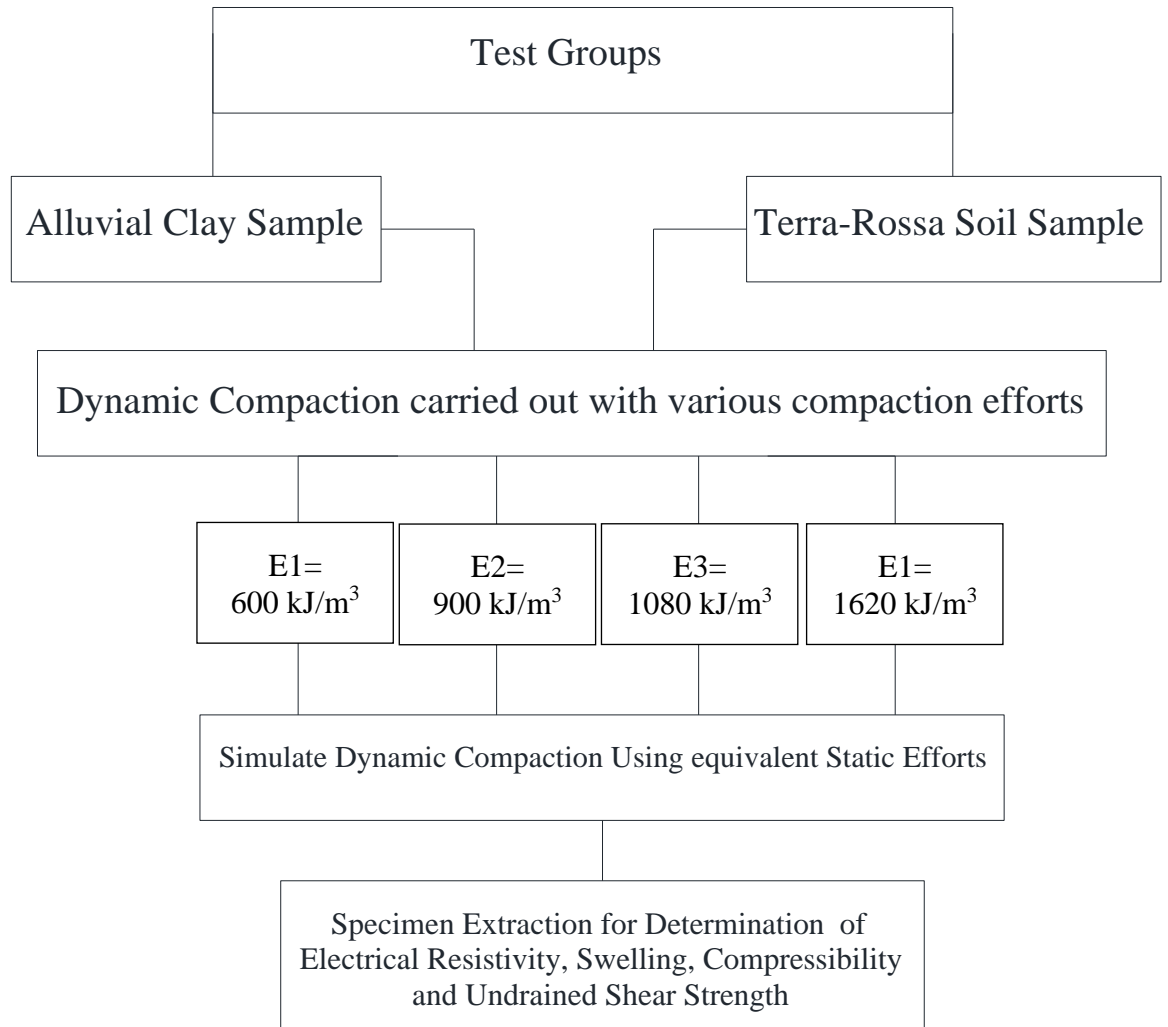 Test Groups
Alluvial Clay Sample
Terra-Rossa Soil Sample
Dynamic Compaction carried out with various compaction efforts
E1=
600 kJ/m³
E2=
900 kJ/m³
E3=
1080 kJ/m³
E1=
1620 kJ/m³
Simulate Dynamic Compaction Using equivalent Static Efforts
Specimen Extraction for Determination of
Electrical Resistivity, Swelling, Compressibility
and Undrained Shear Strength